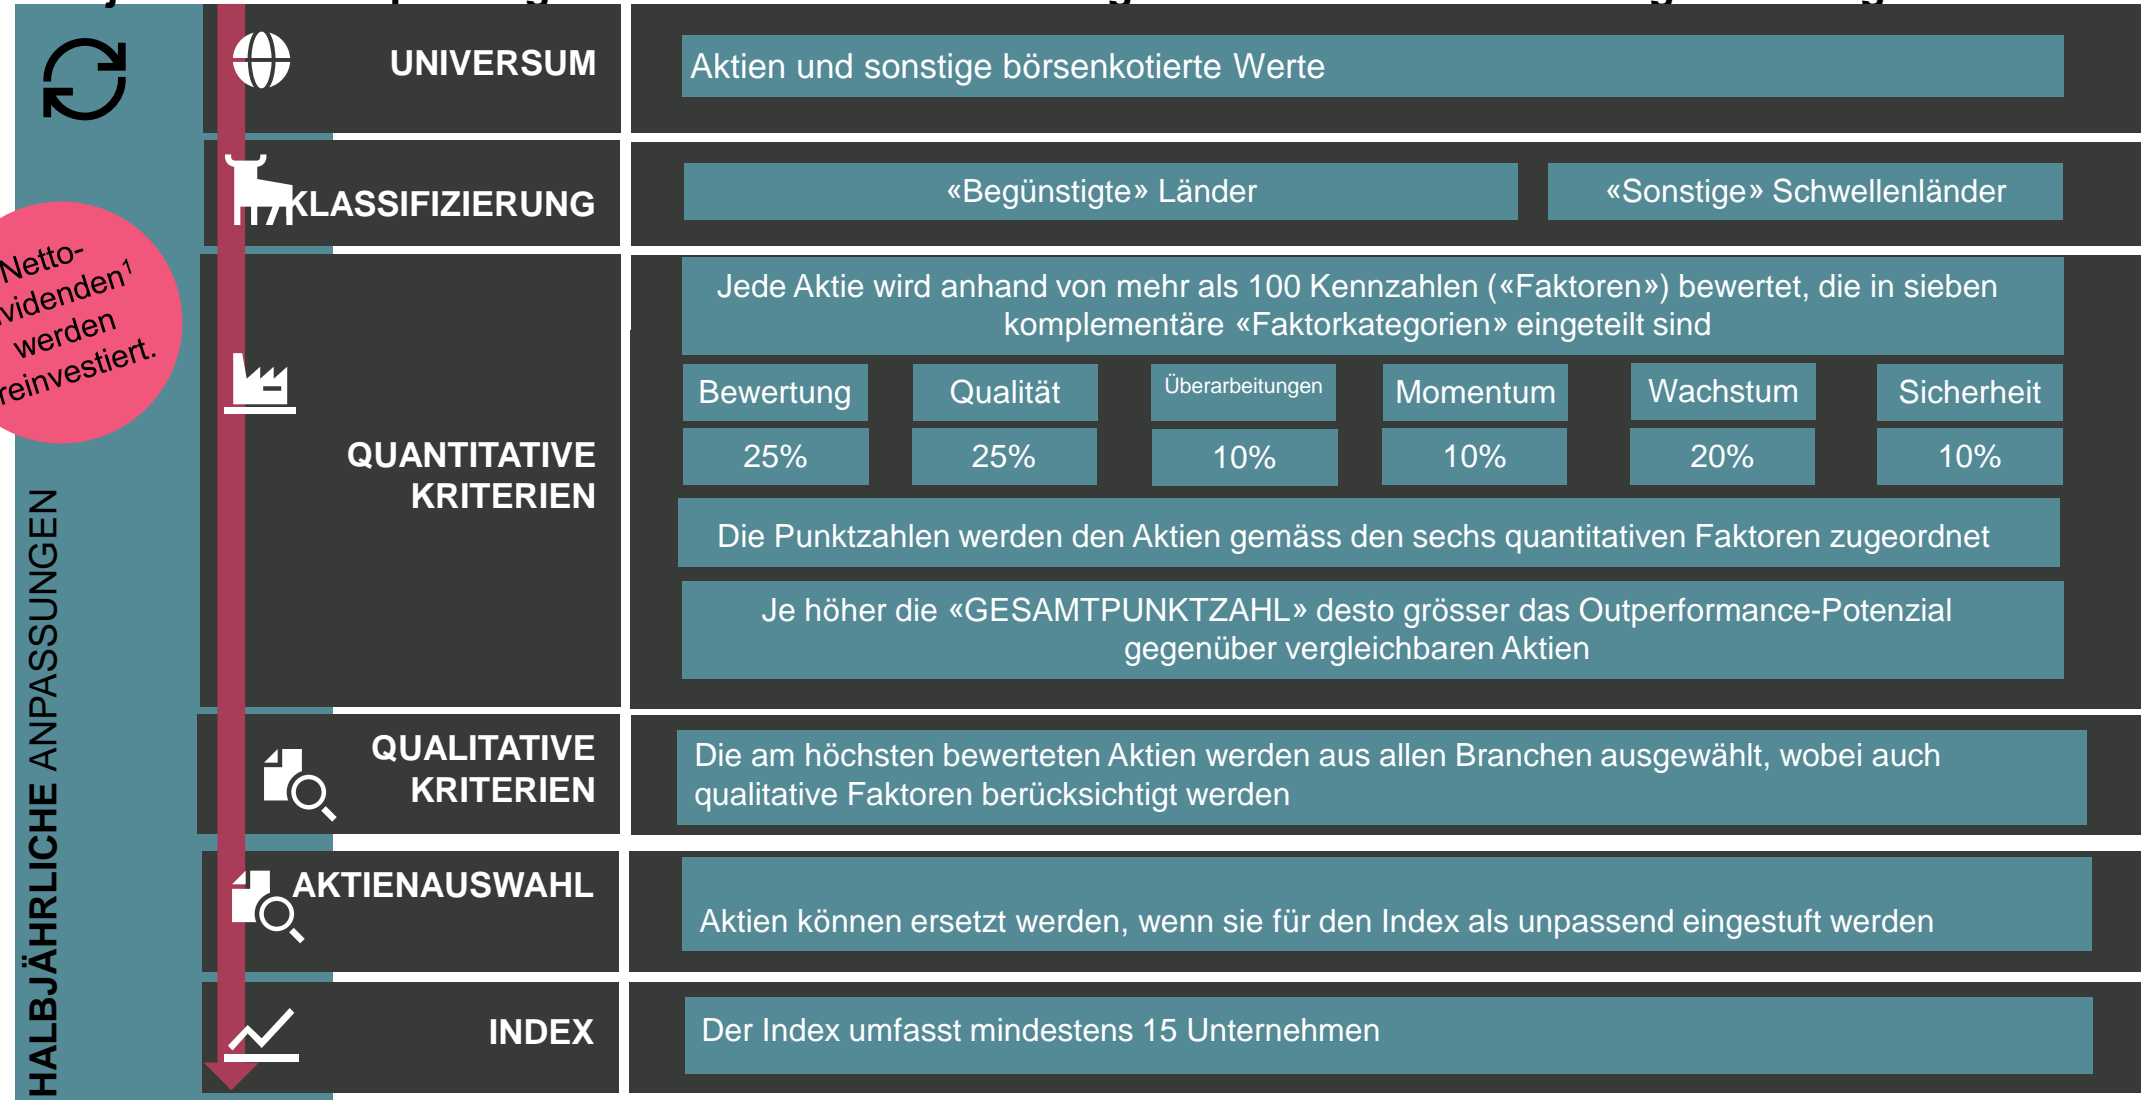 UNIVERSUM
Aktien und sonstige börsenkotierte Werte
KLASSIFIZIERUNG
«Begünstigte» Länder
«Sonstige» Schwellenländer
Netto-
werden
reinvestiert.
QUANTITATIVE
KRITERIEN
Jede Aktie wird anhand von mehr als 100 Kennzahlen («Faktoren») bewertet, die in sieben
komplementäre «Faktorkategorien» eingeteilt sind
Bewertung
Qualität
Überarbeitungen
Momentum
Wachstum
Sicherheit
25%
25%
10%
10%
20%
10%
Die Punktzahlen werden den Aktien gemäss den sechs quantitativen Faktoren zugeordnet
Je höher die «GESAMTPUNKTZAHL» desto grösser das Outperformance-Potenzial
gegenüber vergleichbaren Aktien
QUALITATIVE
KRITERIEN
Die am höchsten bewerteten Aktien werden aus allen Branchen ausgewählt, wobei auch
qualitative Faktoren berücksichtigt werden
AKTIENAUSWAHL
Aktien können ersetzt werden, wenn sie für den Index als unpassend eingestuft werden
INDEX
Der Index umfasst mindestens 15 Unternehmen
HALBJÄHRLICHE ANPASSUNGEN